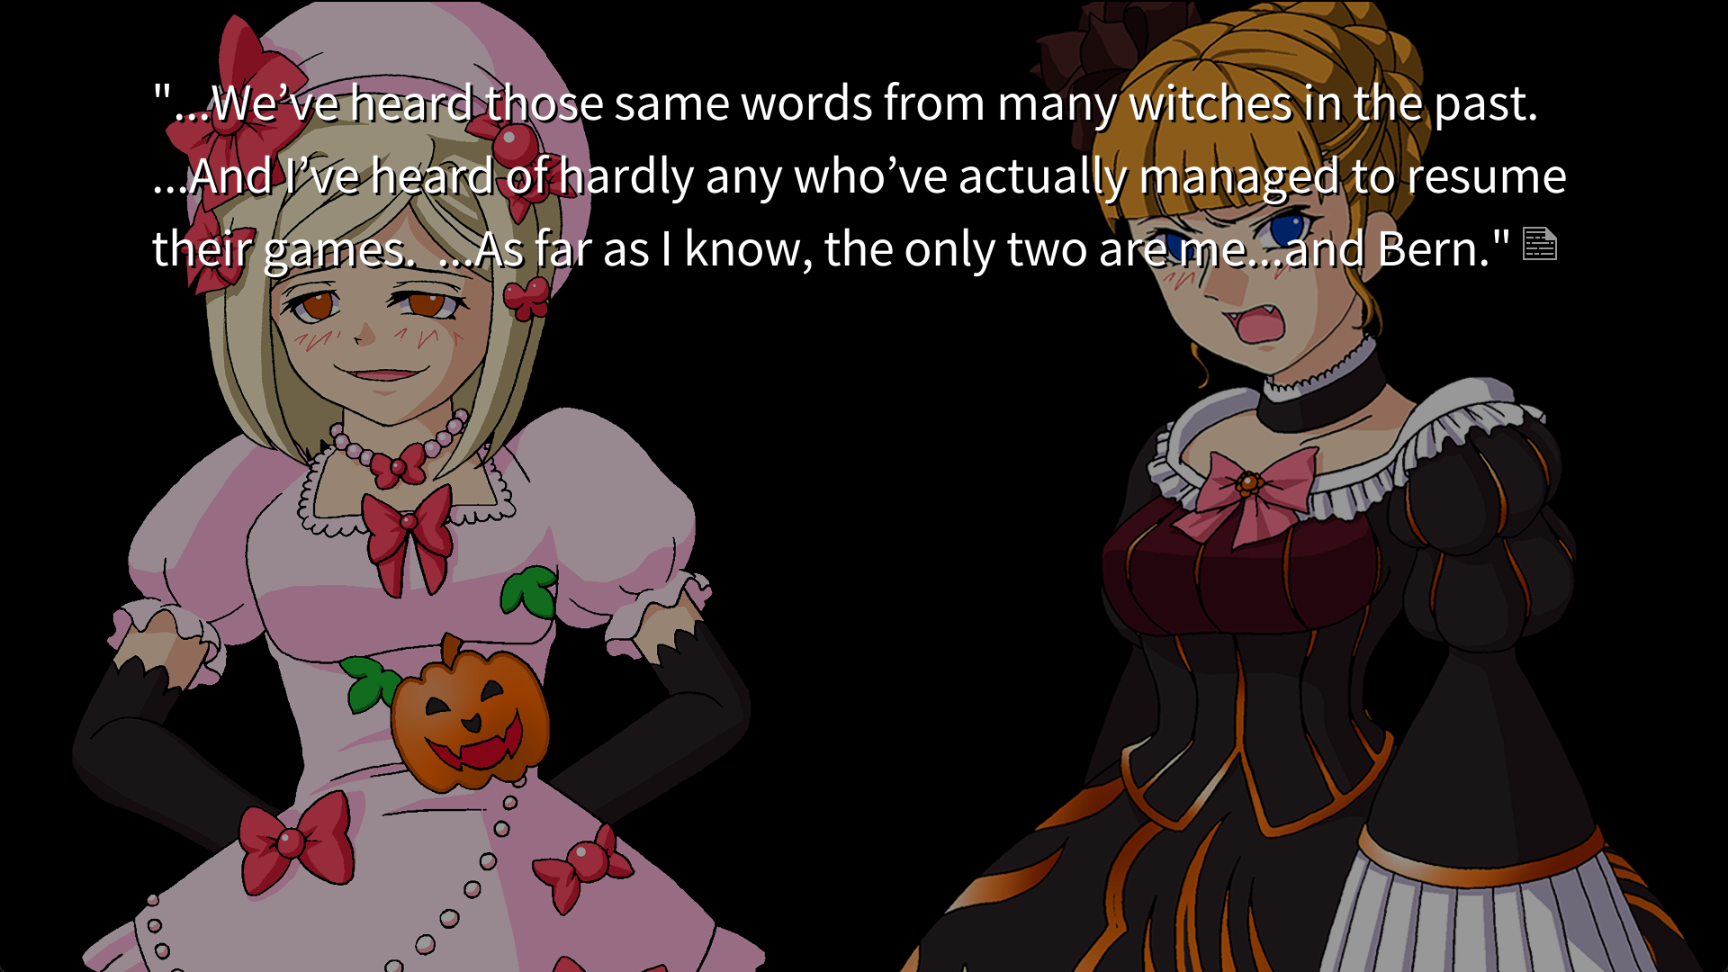 "...We’ve heard those same words from many witches in the past.
...And I’ve heard of hardly any who’ve actually managed to resume
their games.  ...As far as I know, the only two are me...and Bern."